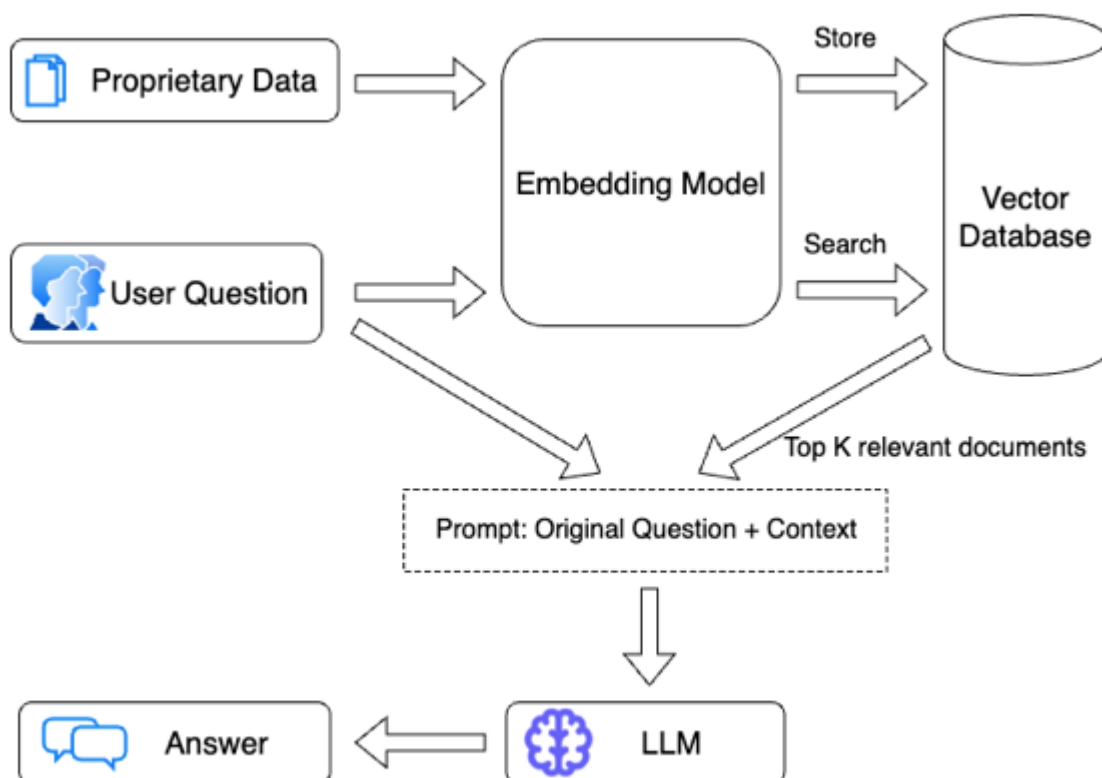 Proprietary Data
Store
Embedding Model
Vector
Database
User Question
Search
Top K relevant documents
Prompt: Original Question + Context
Answer
LLM